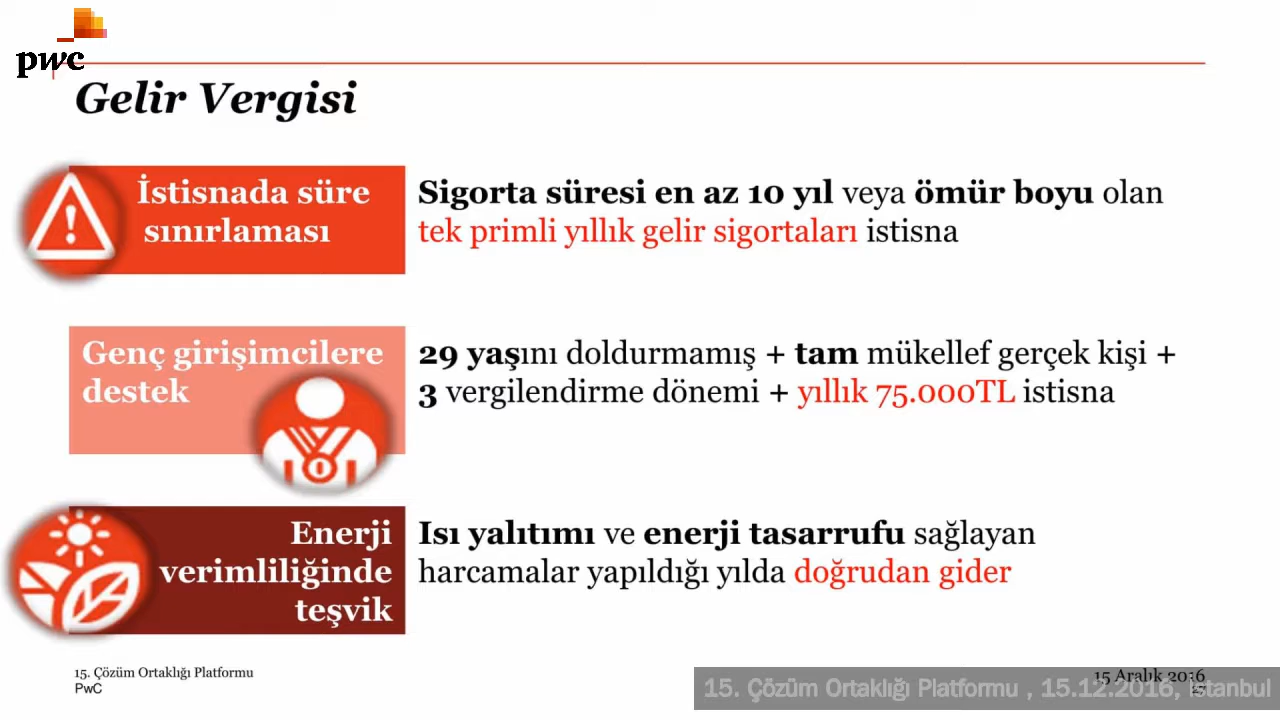 pwc
Gelir Vergisi
İstisnada süre
sınırlaması
Sigorta süresi en az 10 yıl veya ömür boyu olan
tek primli yıllık gelir sigortaları istisna
Genç girişimcilere
destek
29 yaşını doldurmamış + tam mükellef gerçek kişi +
3 vergilendirme dönemi + yıllık 75.000TL istisna
Enerji
verimliliğinde
teşvik
Isı yalıtımı ve enerji tasarrufu sağlayan
harcamalar yapıldığı yılda doğrudan gider
15. Çözüm Ortaklığı Platformu
PwC
15 Aralık 2016
27
15. Çözüm Ortaklığı Platformu , 15.12.2016, İstanbul